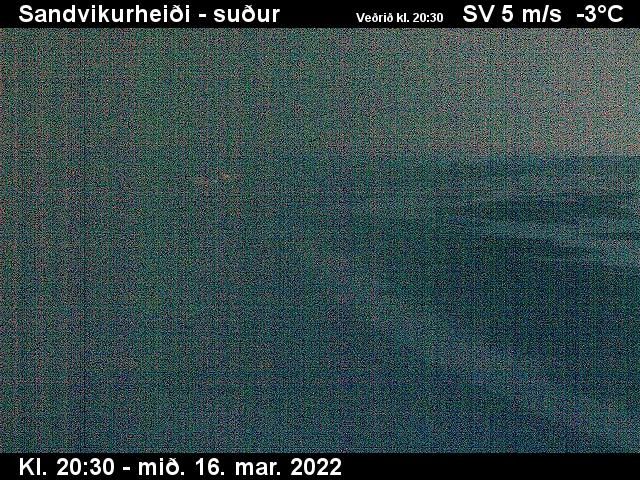 Sandvikurheiði - suður Veðrið kl. 20:30 SV 5 m/s -3°C
Kl. 20:30 - mið. 16. mar. 2022